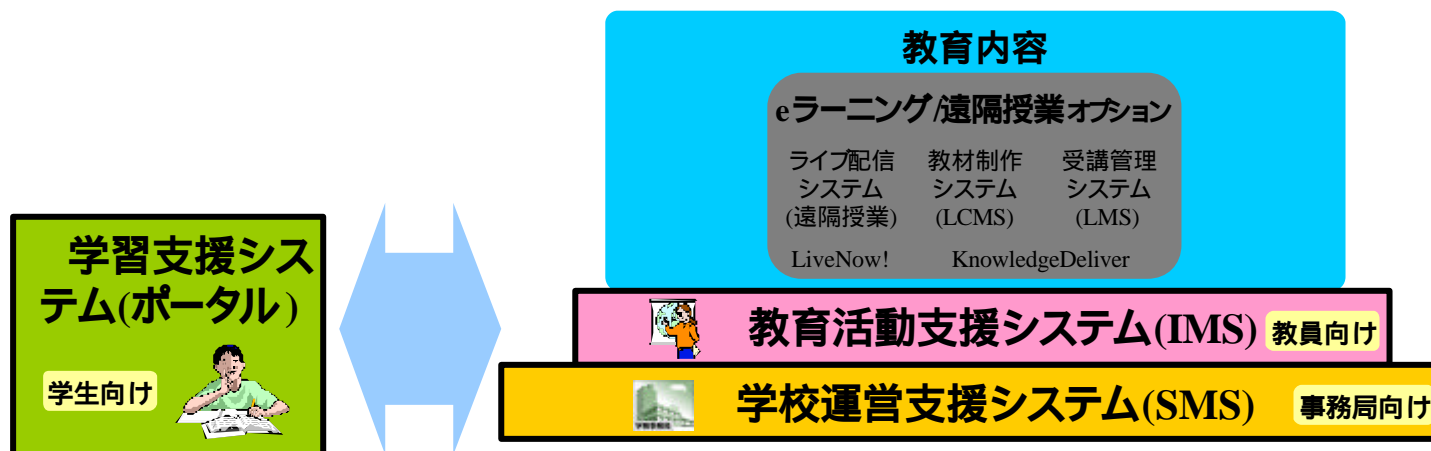 教育内容
eラーニング/遠隔授業オプション
ライブ配信
システム
(遠隔授業)
教材制作
システム
(LCMS)
受講管理
システム
(LMS)
LiveNow!
KnowledgeDeliver
学習支援シス
テム(ポータル)
学生向け
教育活動支援システム(IMS)
教員向け
学校運営支援システム(SMS)
事務局向け